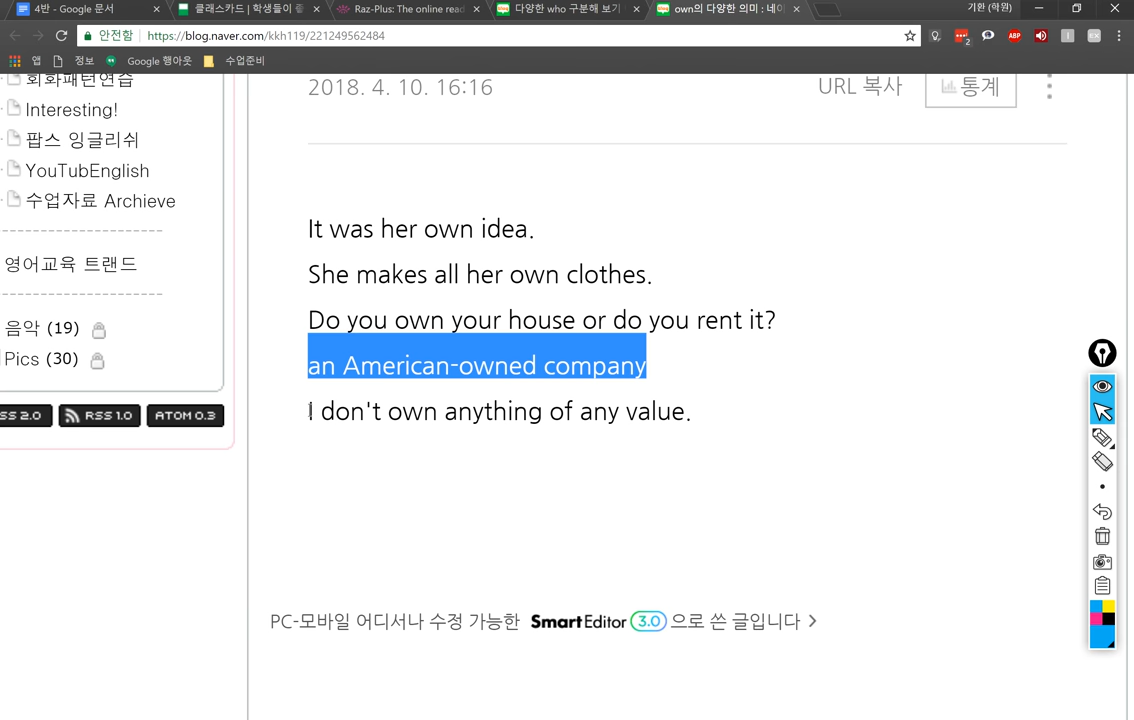 4반 - Google 문서
클래스카드 | 학생들이 좋
Raz-Plus: The online read
다양한 who 구분해 보기
own의 다양한 의미 : 네이
기환 (학원)
안전함 https://blog.naver.com/kkh119/221249562484
앱 정보 Google 행아웃 수업준비
회화패턴연습
Interesting!
팝스 잉글리쉬
YouTubEnglish
수업자료 Archieve
영어교육 트랜드
음악 (19)
Pics (30)
SS 2.0 RSS 1.0 ATOM 0.3
2018. 4. 10. 16:16 URL 복사 통계
It was her own idea.
She makes all her own clothes.
Do you own your house or do you rent it?
an American-owned company
I don't own anything of any value.
PC-모바일 어디서나 수정 가능한 SmartEditor 3.0 으로 쓴 글입니다
ABP
2